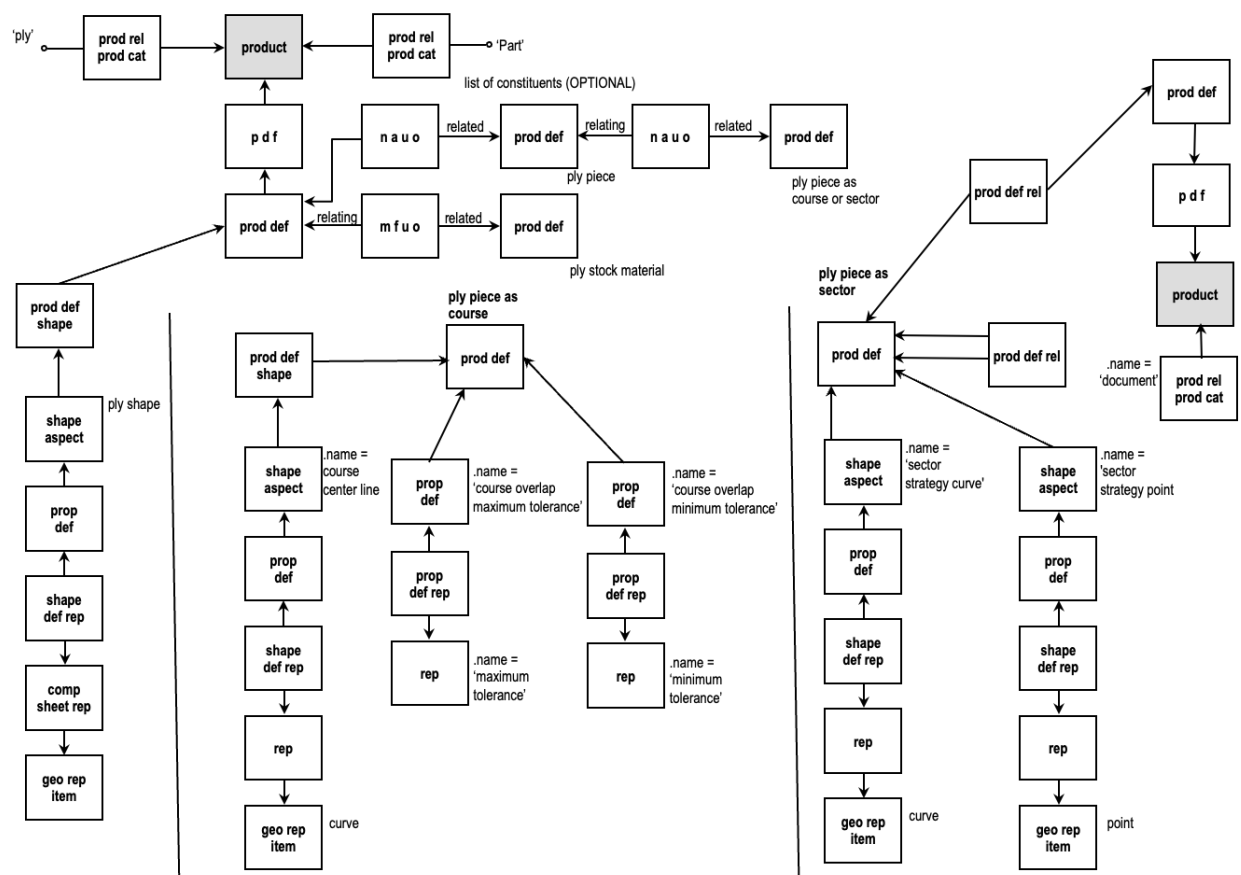 ‘ply’
prod rel
prod cat
product
prod rel
prod cat
‘Part’
list of constituents (OPTIONAL)
p d f
n a u o
related
prod def
relating
n a u o
related
prod def
ply piece
ply piece as
course or sector
prod def
relating
m f u o
related
prod def
ply stock material
prod def
shape
ply shape
shape
aspect
prop
def
shape
def rep
comp
sheet rep
geo rep
item
ply piece as
course
prod def
shape
prod def
shape
aspect
.name =
‘course
center line
prop
def
.name =
‘course overlap
maximum tolerance’
prop
def
.name =
‘course overlap
minimum tolerance’
prop
def
prop
def rep
prop
def rep
shape
def rep
rep
.name =
‘maximum
tolerance’
rep
.name =
‘minimum
tolerance’
rep
geo rep
item
curve
prod def
prod def rel
p d f
product
.name =
‘document’
prod rel
prod cat
ply piece as
sector
prod def
prod def rel
shape
aspect
.name =
‘sector
strategy curve’
shape
aspect
.name =
‘sector
strategy point
prop
def
prop
def
shape
def rep
shape
def rep
rep
rep
geo rep
item
curve
geo rep
item
point